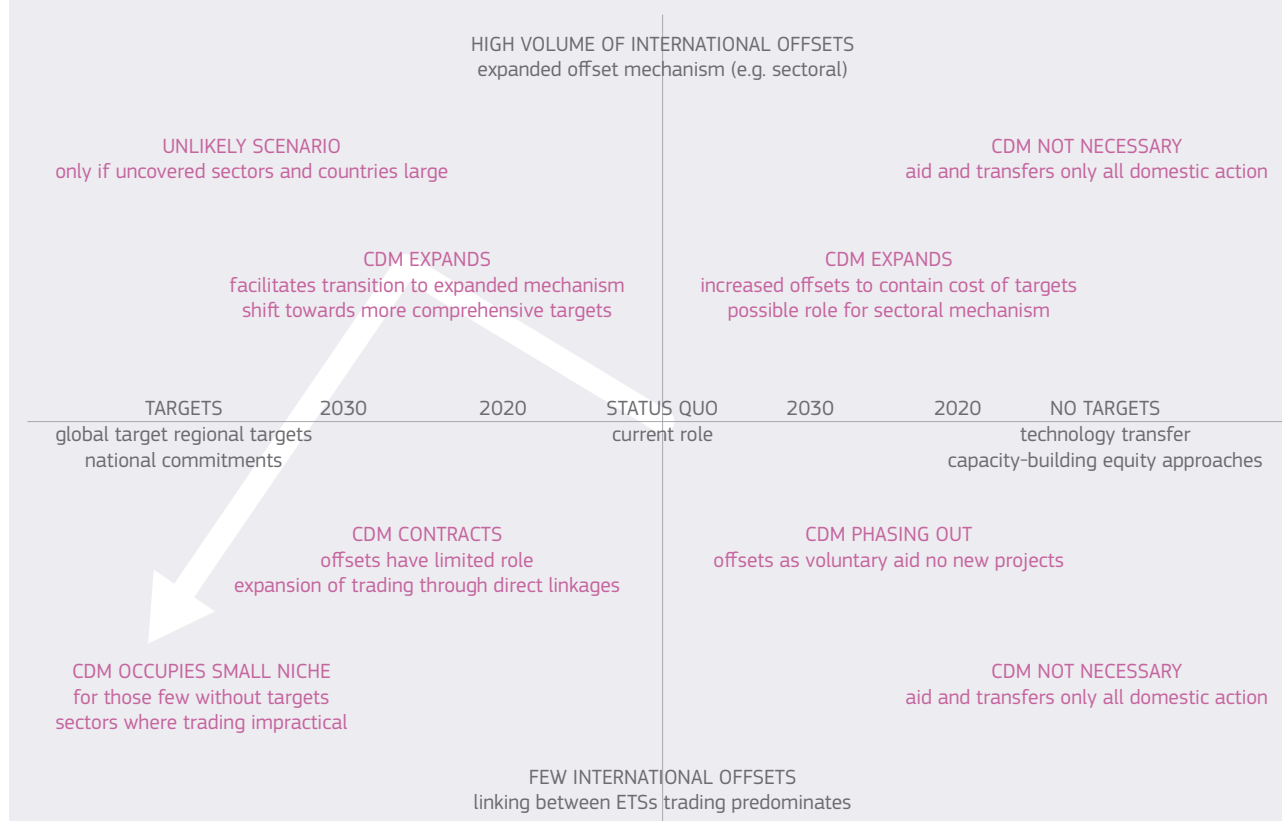 HIGH VOLUME OF INTERNATIONAL OFFSETS
expanded offset mechanism (e.g. sectoral)
UNLIKELY SCENARIO
only if uncovered sectors and countries large
CDM NOT NECESSARY
aid and transfers only all domestic action
CDM EXPANDS
facilitates transition to expanded mechanism
shift towards more comprehensive targets
CDM EXPANDS
increased offsets to contain cost of targets
possible role for sectoral mechanism
TARGETS
global target regional targets
national commitments
2030
2020
STATUS QUO
current role
2030
2020
NO TARGETS
technology transfer
capacity-building equity approaches
CDM CONTRACTS
offsets have limited role
expansion of trading through direct linkages
CDM PHASING OUT
offsets as voluntary aid no new projects
CDM OCCUPIES SMALL NICHE
for those few without targets
sectors where trading impractical
CDM NOT NECESSARY
aid and transfers only all domestic action
FEW INTERNATIONAL OFFSETS
linking between ETSs trading predominates